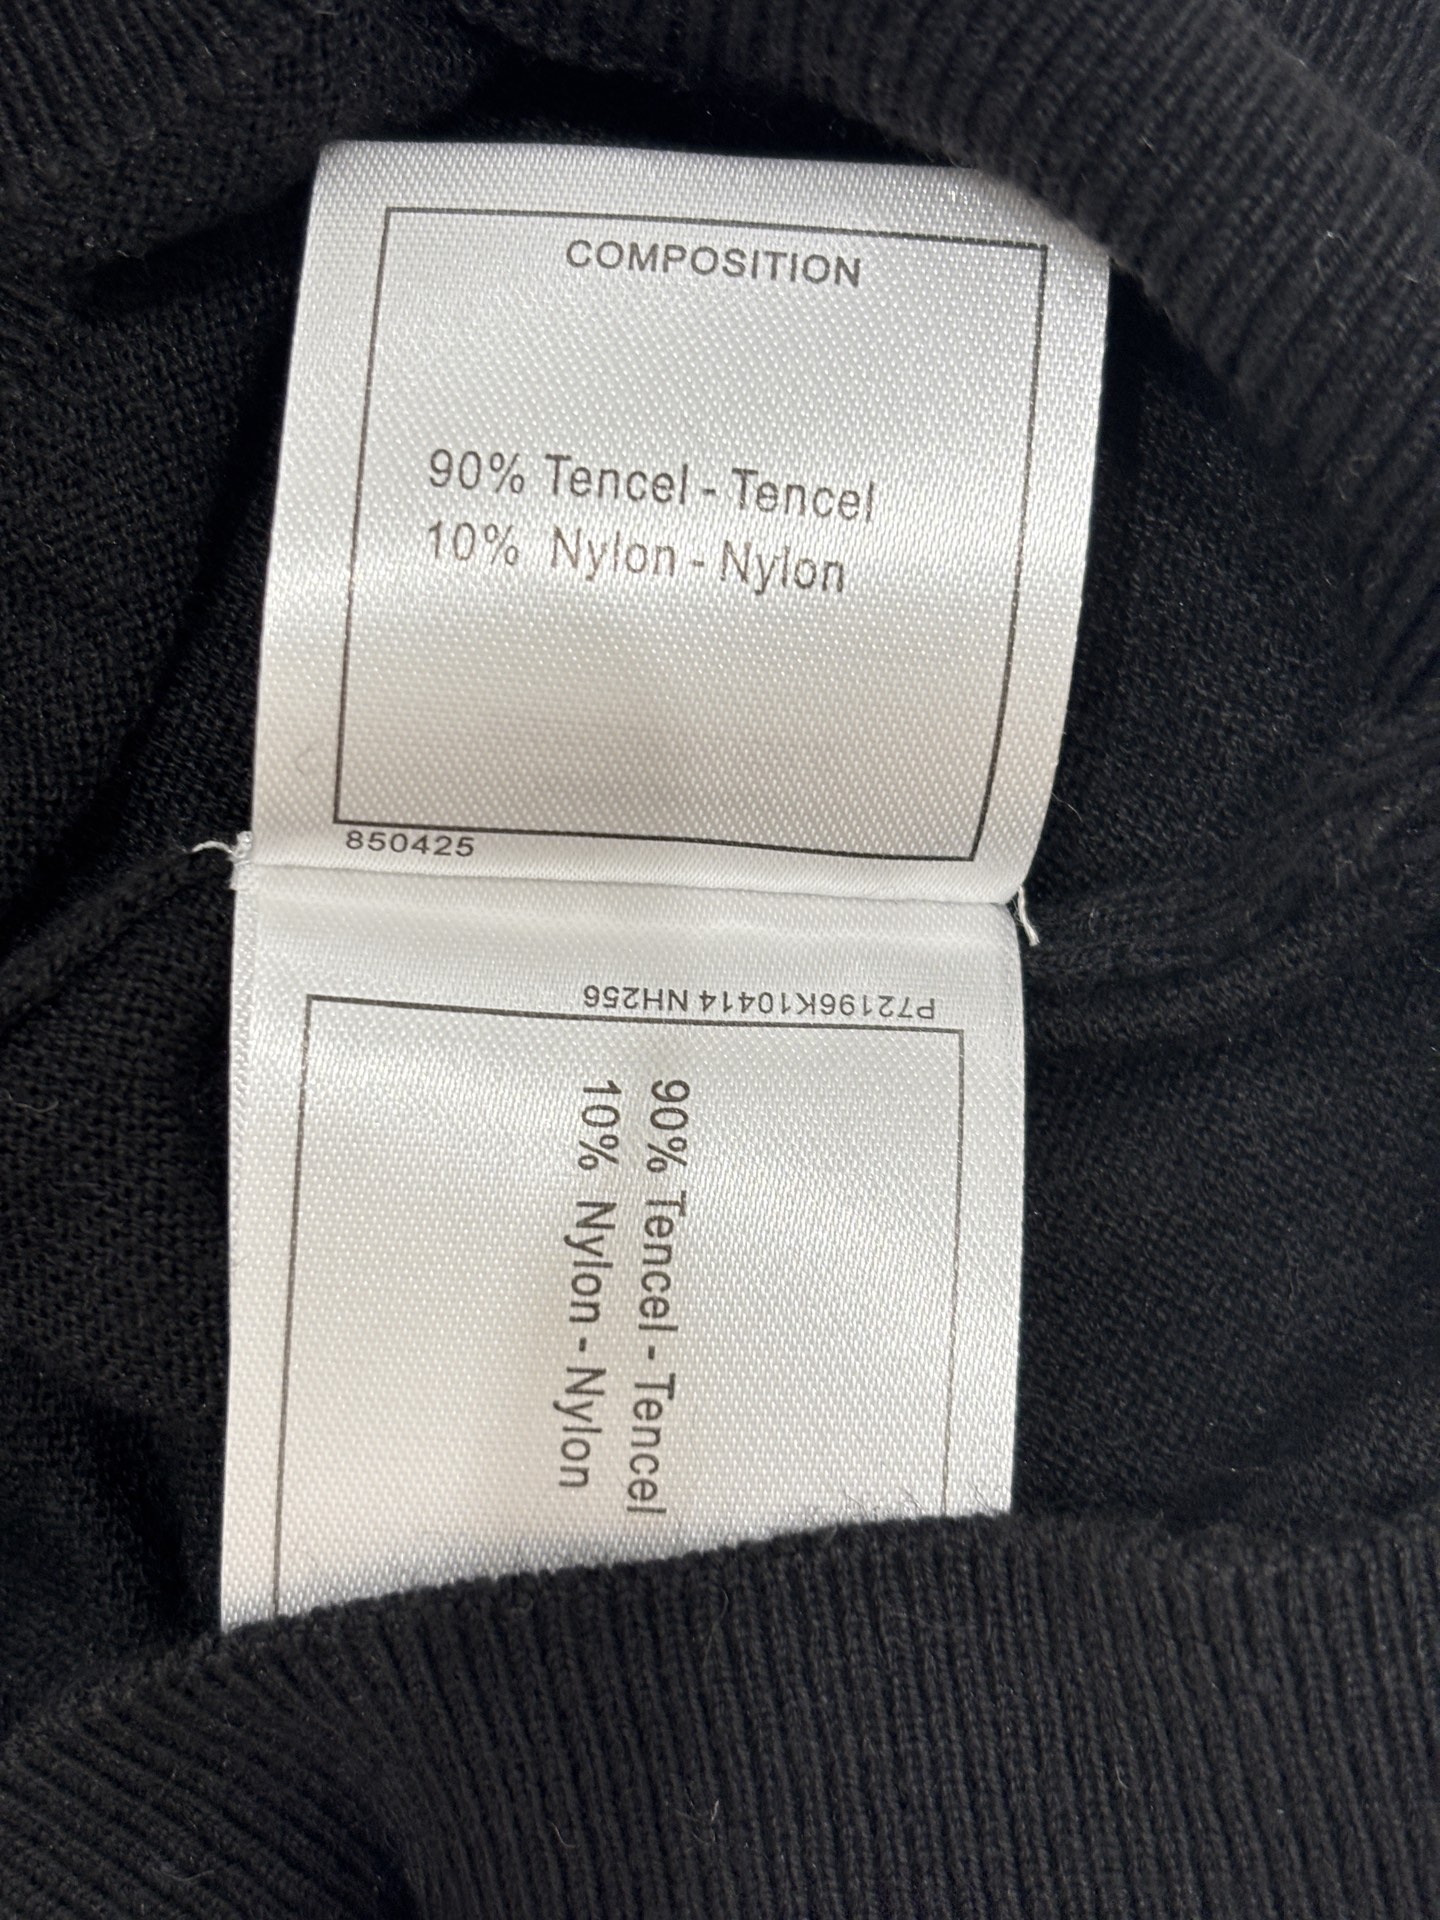 COMPOSITION
90% Tencel - Tencel
10% Nylon - Nylon
850425
P72196K10414 NH256
90% Tencel - Tencel
10% Nylon - Nylon